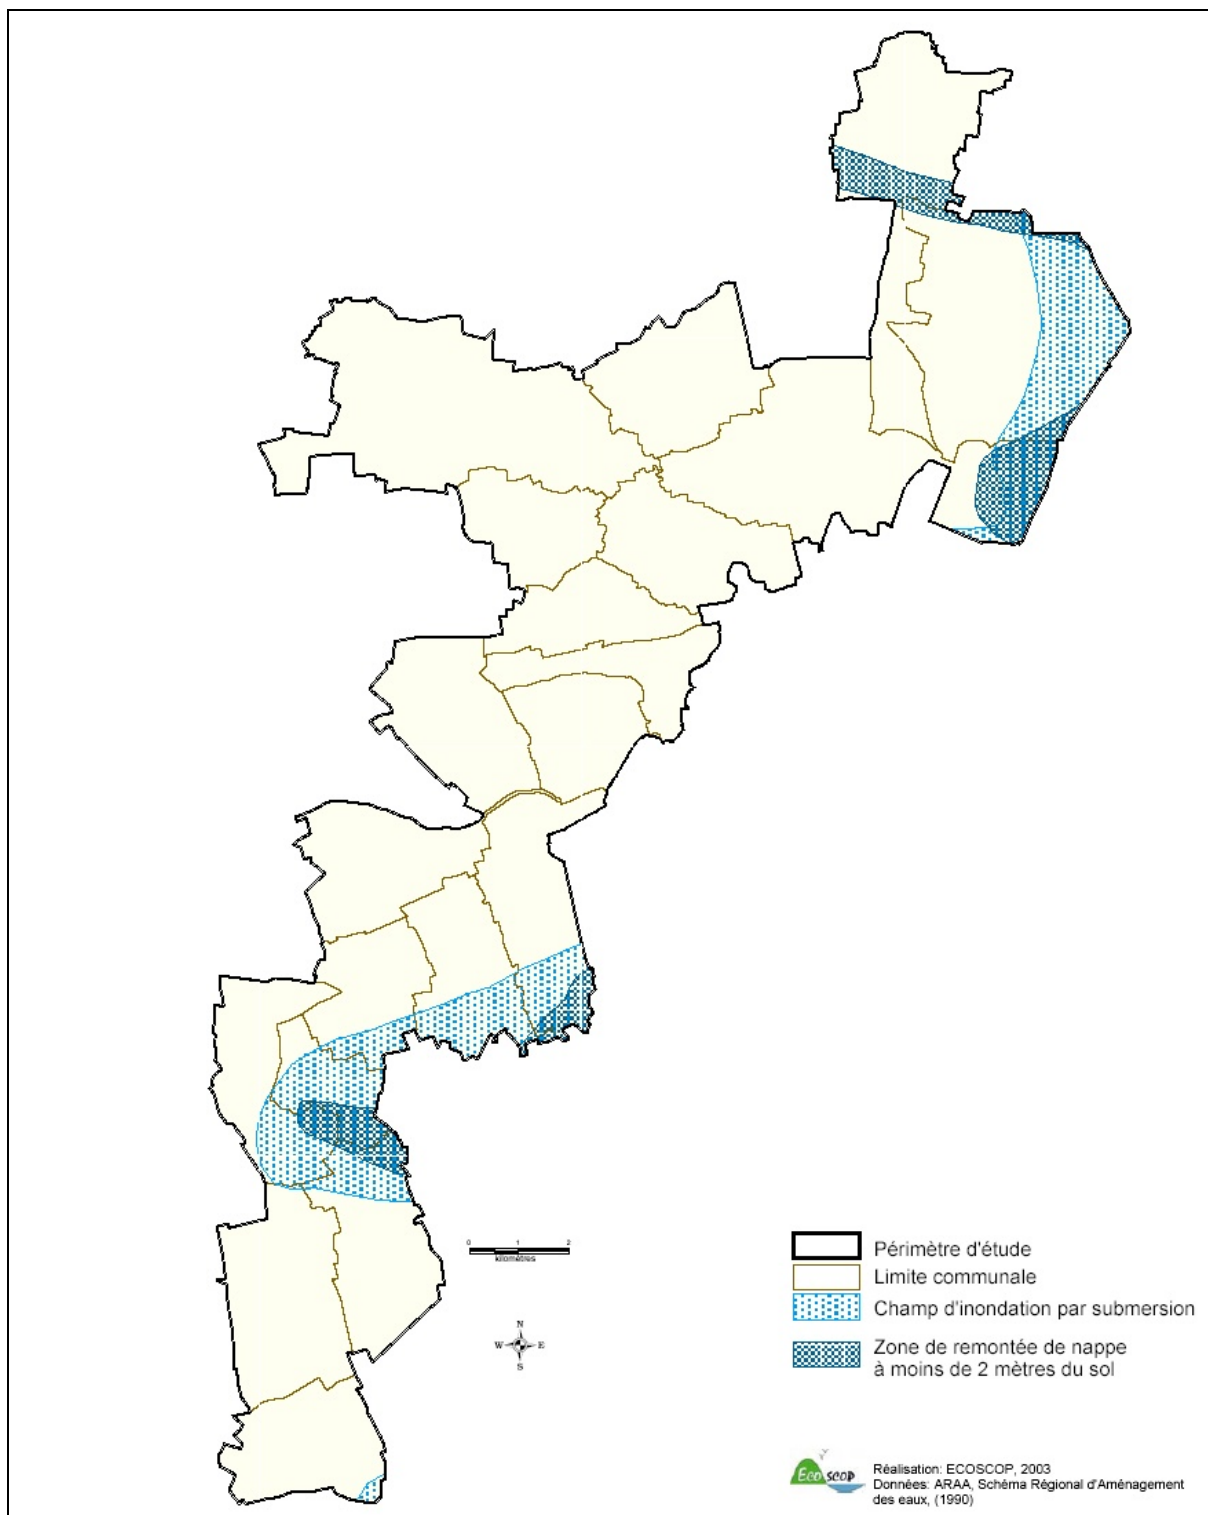 0 1 2
kilomètres
N
W E
S
Périmètre d'étude
Limite communale
Champ d'inondation par submersion
Zone de remontée de nappe
à moins de 2 mètres du sol
Eco scop
Réalisation: ECOSCOP, 2003
Données: ARAA, Schéma Régional d'Aménagement
des eaux, (1990)